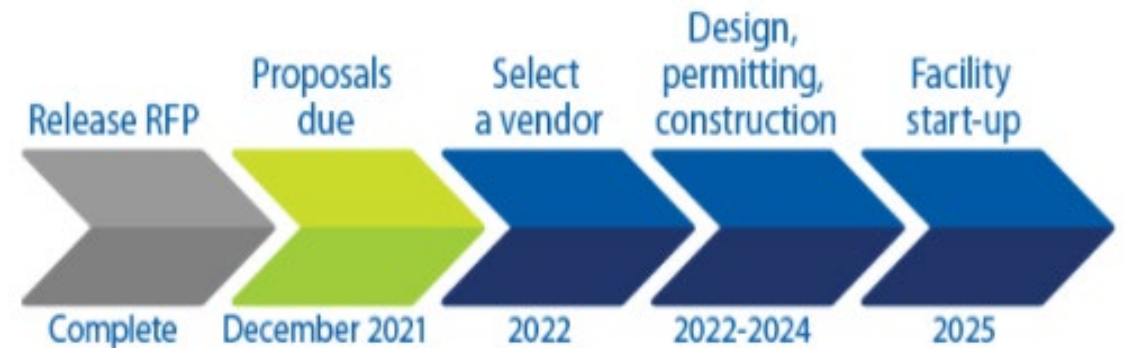 Release RFP
Proposals
due
Select
a vendor
Design,
permitting,
construction
Facility
start-up
Complete
December 2021
2022
2022-2024
2025